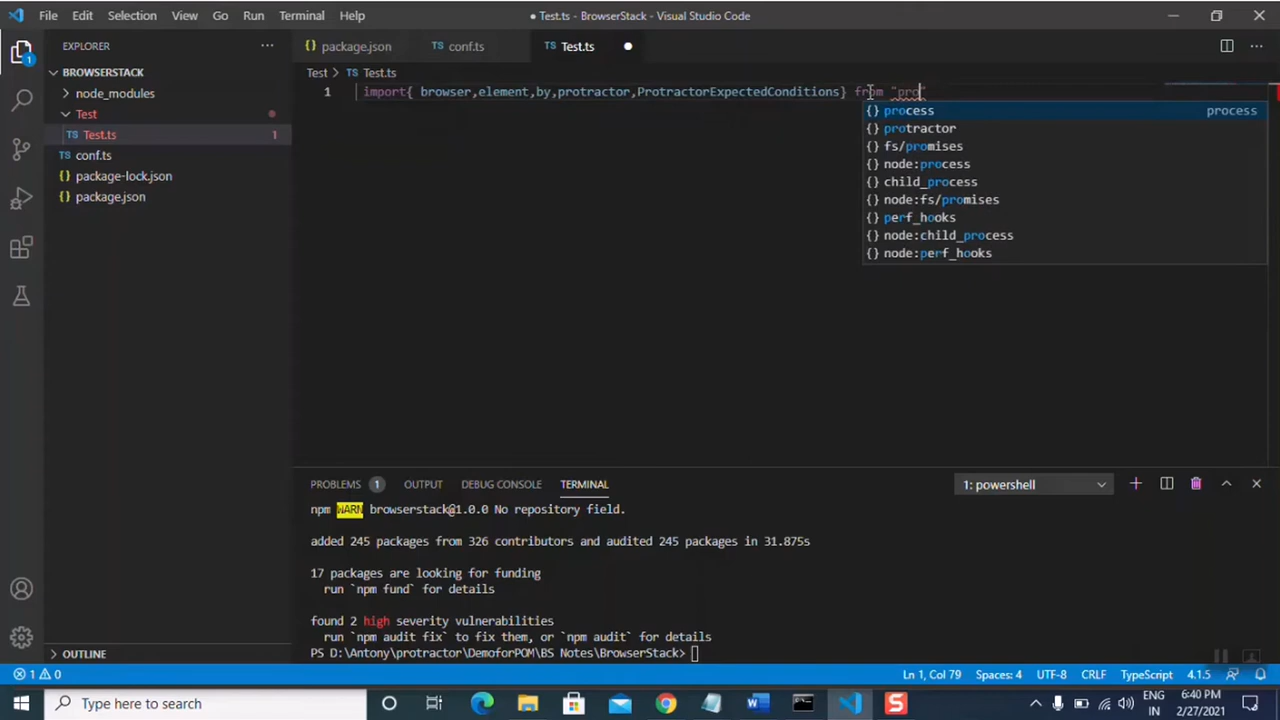 File Edit Selection View Go Run Terminal Help
● Test.ts - BrowserStack - Visual Studio Code
EXPLORER
BROWSERSTACK
node_modules
Test
TS Test.ts 1
TS conf.ts
{} package-lock.json
{} package.json
OUTLINE
1
{} package.json TS conf.ts TS Test.ts ●
Test > TS Test.ts
1 import{ browser,element,by,protractor,ProtractorExpectedConditions} from "pro"
{} process process
{} protractor
{} fs/promises
{} node:process
{} child_process
{} node:fs/promises
{} perf_hooks
{} node:child_process
{} node:perf_hooks
PROBLEMS 1 OUTPUT DEBUG CONSOLE TERMINAL 1: powershell
npm WARN browserstack@1.0.0 No repository field.
added 245 packages from 326 contributors and audited 245 packages in 31.875s
17 packages are looking for funding
run `npm fund` for details
found 2 high severity vulnerabilities
run `npm audit fix` to fix them, or `npm audit` for details
PS D:\Antony\protractor\DemoforPOM\BS Notes\BrowserStack>
1 0 Ln 1, Col 79 Spaces: 4 UTF-8 CRLF TypeScript 4.1.5
Type here to search
ENG
IN
6:40 PM
2/27/2021